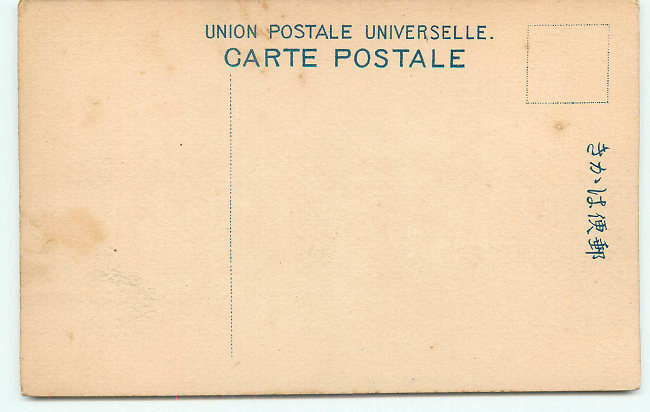 UNION POSTALE UNIVERSELLE.
CARTE POSTALE
郵便はかき